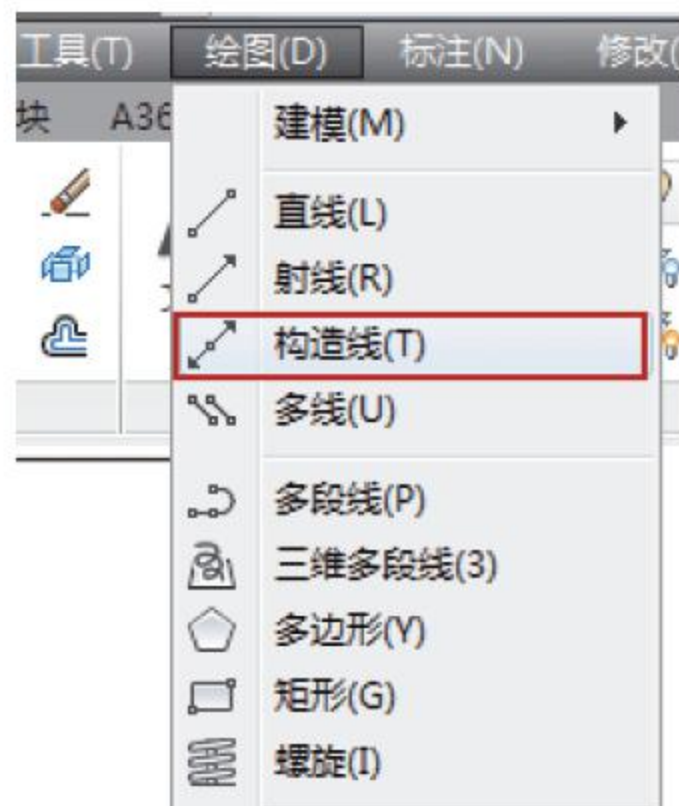 工具(T) 绘图(D) 标注(N) 修改(
块 A36
建模(M)
直线(L)
射线(R)
构造线(T)
多线(U)
多段线(P)
三维多段线(3)
多边形(Y)
矩形(G)
螺旋(I)